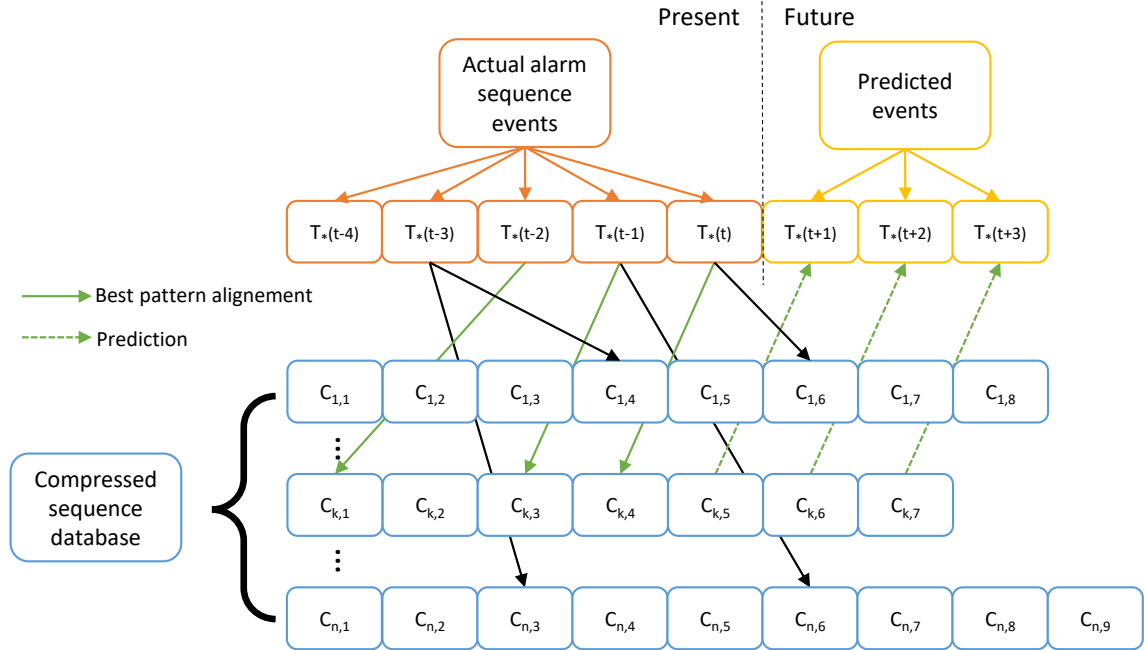 Present Future
Actual alarm
sequence
events
Predicted
events
T*(t-4) T*(t-3) T*(t-2) T*(t-1) T*(t) T*(t+1) T*(t+2) T*(t+3)
Best pattern alignement
Prediction
C1,1 C1,2 C1,3 C1,4 C1,5 C1,6 C1,7 C1,8
Compressed
sequence
database
Ck,1 Ck,2 Ck,3 Ck,4 Ck,5 Ck,6 Ck,7
Cn,1 Cn,2 Cn,3 Cn,4 Cn,5 Cn,6 Cn,7 Cn,8 Cn,9